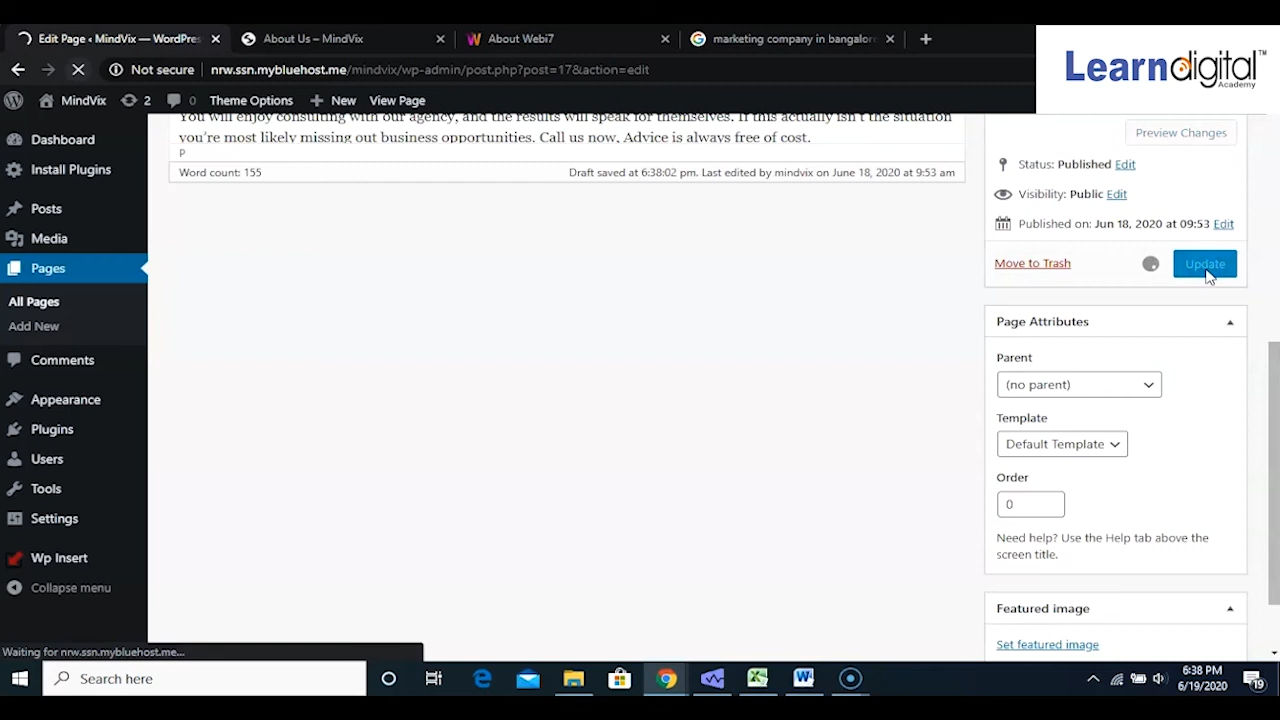 Edit Page ‹ MindVix — WordPres
About Us – MindVix
About Webi7
marketing company in bangalor
Learndigital™
Academy
Not secure
nrw.ssn.mybluehost.me/mindvix/wp-admin/post.php?post=17&action=edit
MindVix
2
0
Theme Options
New
View Page
Dashboard
Install Plugins
Posts
Media
Pages
All Pages
Add New
Comments
Appearance
Plugins
Users
Tools
Settings
Wp Insert
Collapse menu
You will enjoy consulting with our agency, and the results will speak for themselves. If this actually isn't the situation
you're most likely missing out business opportunities. Call us now, Advice is always free of cost.
P
Word count: 155
Draft saved at 6:38:02 pm. Last edited by mindvix on June 18, 2020 at 9:53 am
Preview Changes
Status: Published Edit
Visibility: Public Edit
Published on: Jun 18, 2020 at 09:53 Edit
Move to Trash
Update
Page Attributes
Parent
(no parent)
Template
Default Template
Order
0
Need help? Use the Help tab above the
screen title.
Featured image
Set featured image
Waiting for nrw.ssn.mybluehost.me...
Search here
6:38 PM
6/19/2020
19